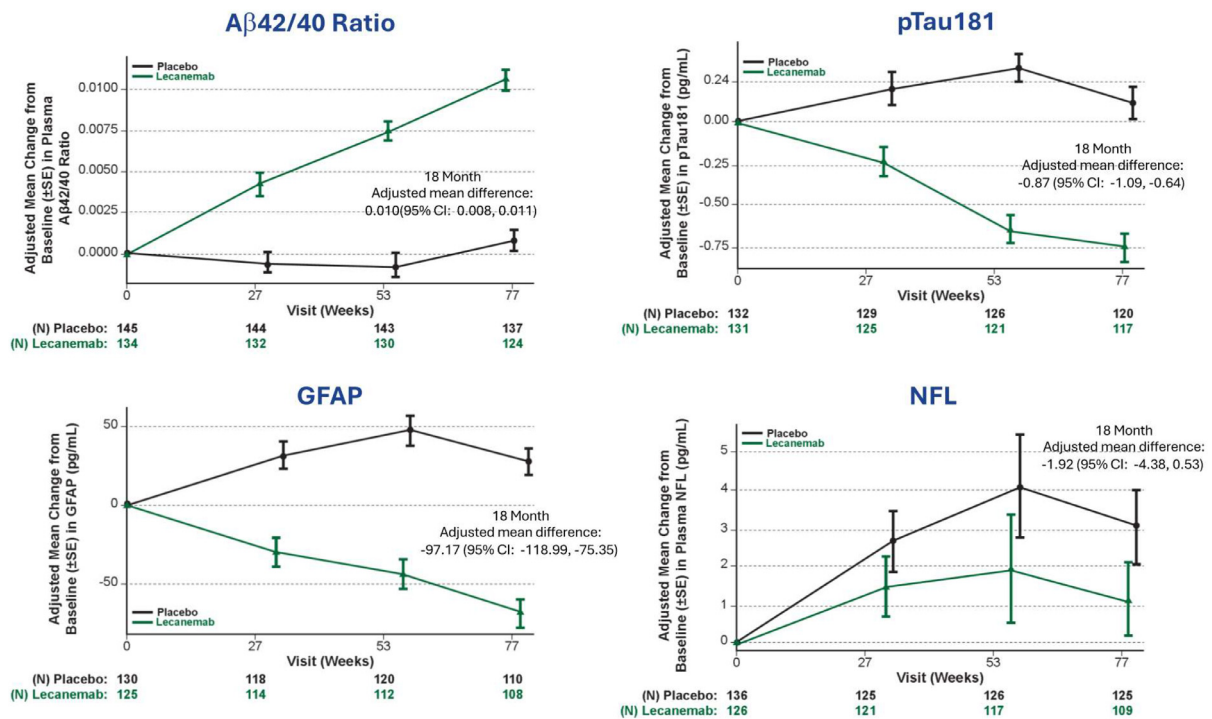 Aβ42/40 Ratio
Adjusted Mean Change from
Baseline (±SE) in Plasma
Aβ42/40 Ratio
Placebo
Lecanemab
0.0100
0.0075
0.0050
0.0025
0.0000
18 Month
Adjusted mean difference:
0.010(95% CI: 0.008, 0.011)
0 27 53 77
Visit (Weeks)
(N) Placebo: 145 144 143 137
(N) Lecanemab: 134 132 130 124
pTau181
Adjusted Mean Change from
Baseline (±SE) in pTau181 (pg/mL)
Placebo
Lecanemab
0.24
0.00
-0.25
-0.50
-0.75
18 Month
Adjusted mean difference:
-0.87 (95% CI: -1.09, -0.64)
0 27 53 77
Visit (Weeks)
(N) Placebo: 132 129 126 120
(N) Lecanemab: 131 125 121 117
GFAP
Adjusted Mean Change from
Baseline (±SE) in GFAP (pg/mL)
50
0
-50
18 Month
Adjusted mean difference:
-97.17 (95% CI: -118.99, -75.35)
Placebo
Lecanemab
0 27 53 77
Visit (Weeks)
(N) Placebo: 130 118 120 110
(N) Lecanemab: 125 114 112 108
NFL
Adjusted Mean Change from
Baseline (±SE) in Plasma NFL (pg/mL)
Placebo
Lecanemab
18 Month
Adjusted mean difference:
-1.92 (95% CI: -4.38, 0.53)
5
4
3
2
1
0
0 27 53 77
Visit (Weeks)
(N) Placebo: 136 125 126 125
(N) Lecanemab: 126 121 117 109